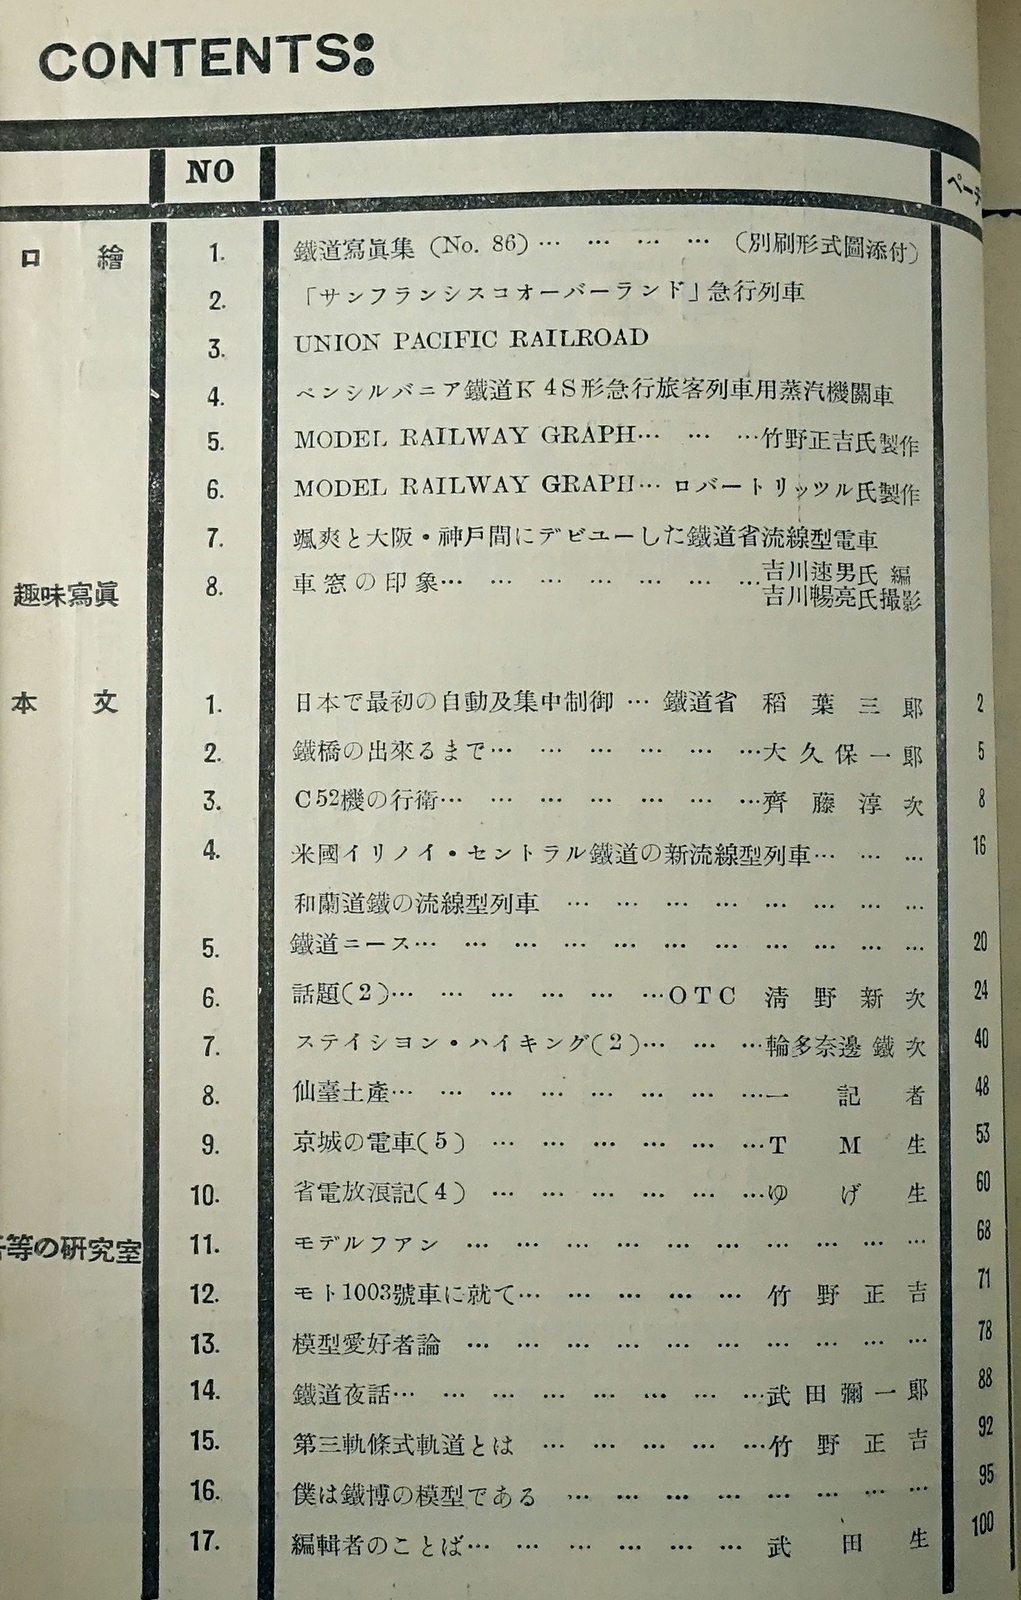 CONTENTS:
NO
口繪 1. 鐵道寫眞集 (No. 86)… … … … (別刷形式圖添付)
2. 「サンフランシスコオーバーランド」急行列車
3. UNION PACIFIC RAILROAD
4. ペンシルバニア鐵道K4S形急行旅客列車用蒸汽機關車
5. MODEL RAILWAY GRAPH… … …竹野正吉氏製作
6. MODEL RAILWAY GRAPH… ロバートリッツル氏製作
7. 颯爽と大阪・神戸間にデビユーした鐵道省流線型電車
趣味寫眞 8. 車窓の印象… … … … … … …吉川速男氏 編
吉川暢亮氏撮影
本文 1. 日本で最初の自動及集中制御 … 鐵道省 稻葉三郞 2
2. 鐵橋の出來るまで… … … … … …大久保一郞 5
3. C52機の行衛… … … … … … …齊藤淳次 8
4. 米國イリノイ・セントラル鐵道の新流線型列車… … … 16
和蘭道鐵の流線型列車 … … … … … … … …
5. 鐵道ニース… … … … … … … … … … … 20
6. 話題(2)… … … … … …OTC 淸野新次 24
7. ステイシヨン・ハイキング(2)… … …輪多奈邊鐵次 40
8. 仙臺土產… … … … … … … …一記者 48
9. 京城の電車(5) … … … … … …TM生 53
10. 省電放浪記(4) … … … … … …ゆげ生 60
等の硏究室 11. モデルフアン … … … … … … … … … … 68
12. モト1003號車に就て… … … … … 竹野正吉 71
13. 模型愛好者論 … … … … … … … … … … 78
14. 鐵道夜話… … … … … … … …武田彌一郞 88
15. 第三軌條式軌道とは … … … … …竹野正吉 92
16. 僕は鐵博の模型である … … … … … … … … 95
17. 編輯者のことば… … … … … … 武田生 100